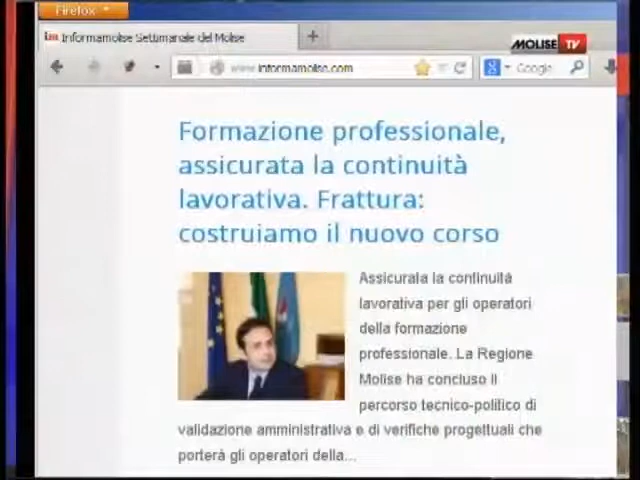 Firefox
im Informamolise Settimanale del Molise
MOLISE TV
www.informamolise.com
Google
Formazione professionale,
assicurata la continuità
lavorativa. Frattura:
costruiamo il nuovo corso
Assicurata la continuità
lavorativa per gli operatori
della formazione
professionale. La Regione
Molise ha concluso il
percorso tecnico-politico di
validazione amministrativa e di verifiche progettuali che
porterà gli operatori della...